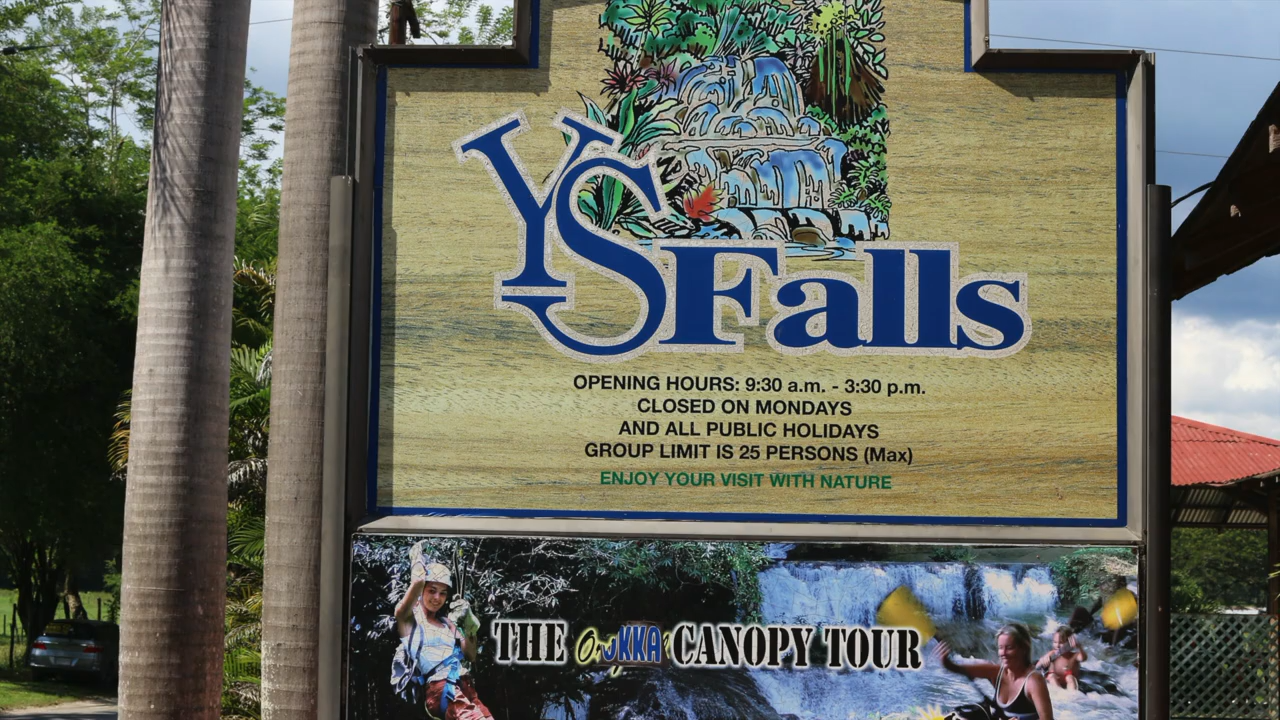 YS Falls
OPENING HOURS: 9:30 a.m. - 3:30 p.m.
CLOSED ON MONDAYS
AND ALL PUBLIC HOLIDAYS
GROUP LIMIT IS 25 PERSONS (Max)
ENJOY YOUR VISIT WITH NATURE
THE CANOPY TOUR